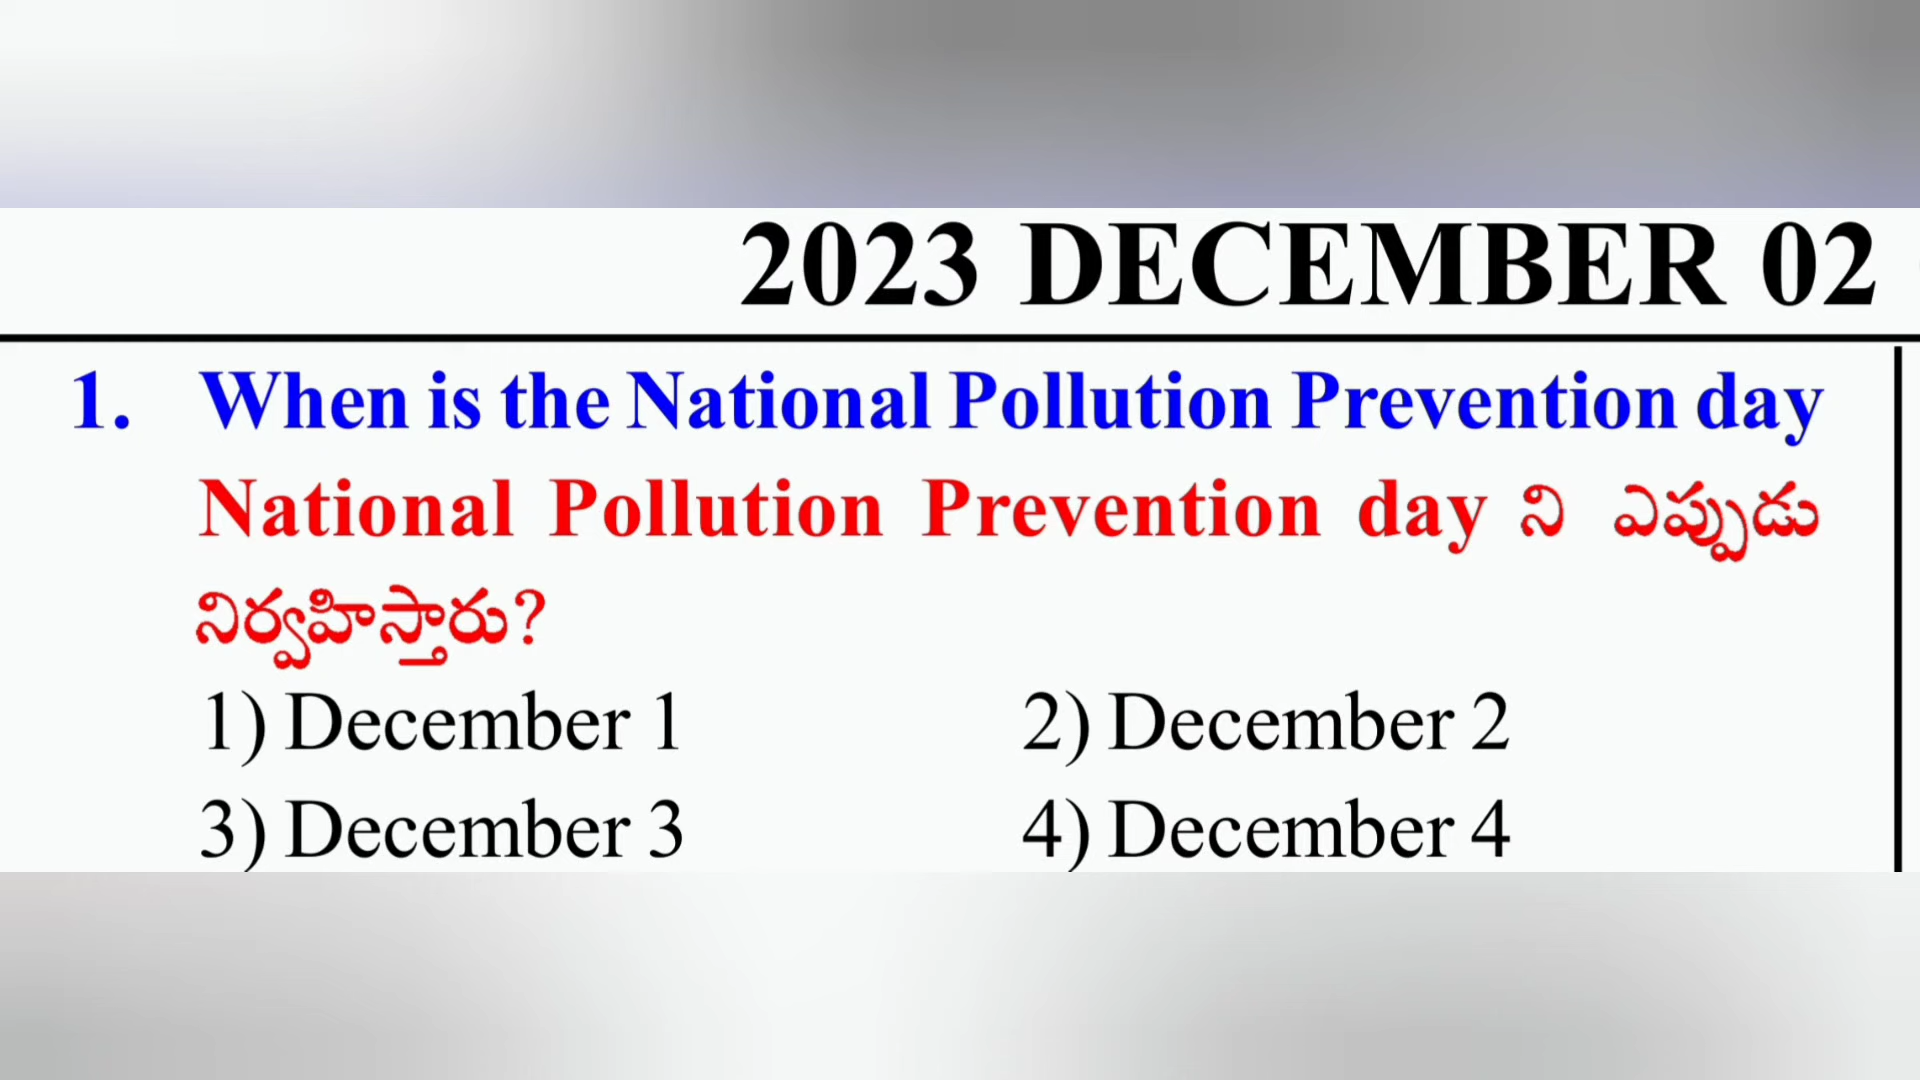 2023 DECEMBER 02
1. When is the National Pollution Prevention day
National Pollution Prevention day ని ఎప్పుడు
నిర్వహిస్తారు?
1) December 1 2) December 2
3) December 3 4) December 4